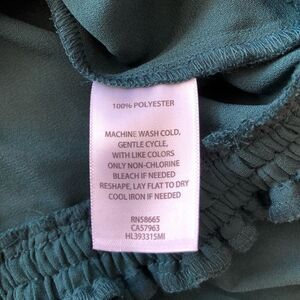 100% POLYESTER
MACHINE WASH COLD,
GENTLE CYCLE,
WITH LIKE COLORS
ONLY NON-CHLORINE
BLEACH IF NEEDED
RESHAPE, LAY FLAT TO DRY
COOL IRON IF NEEDED
RN58665
CA57963
HL393315MI